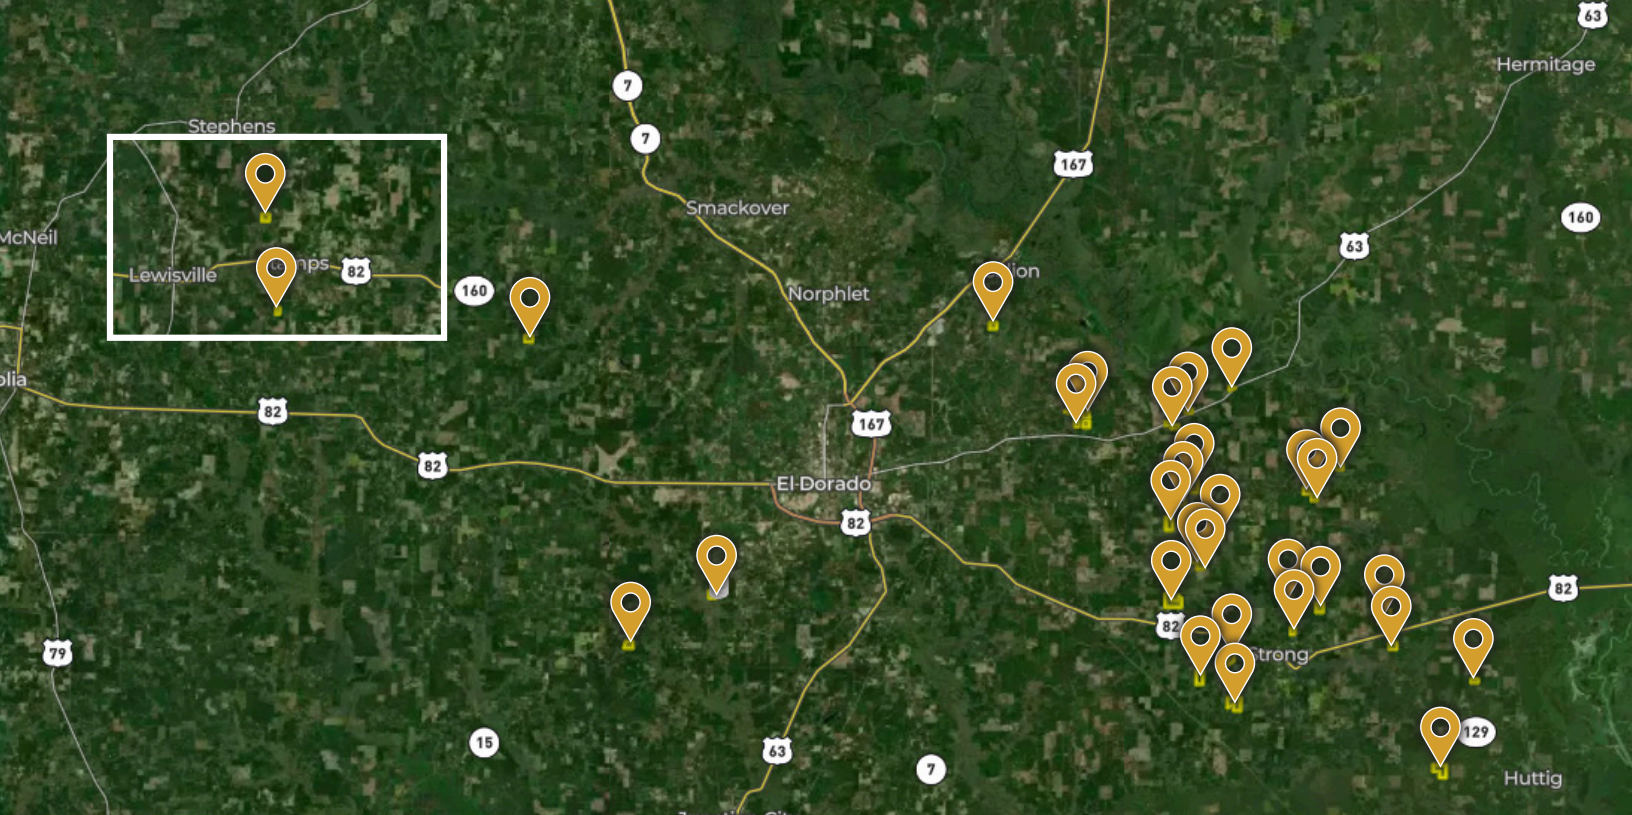 63
Hermitage
7
Stephens
7
167
Smackover
160
McNeil
63
Lewisville
82
160
Norphlet
82
167
82
El Dorado
82
82
82
Strong
79
129
15
63
7
Huttig